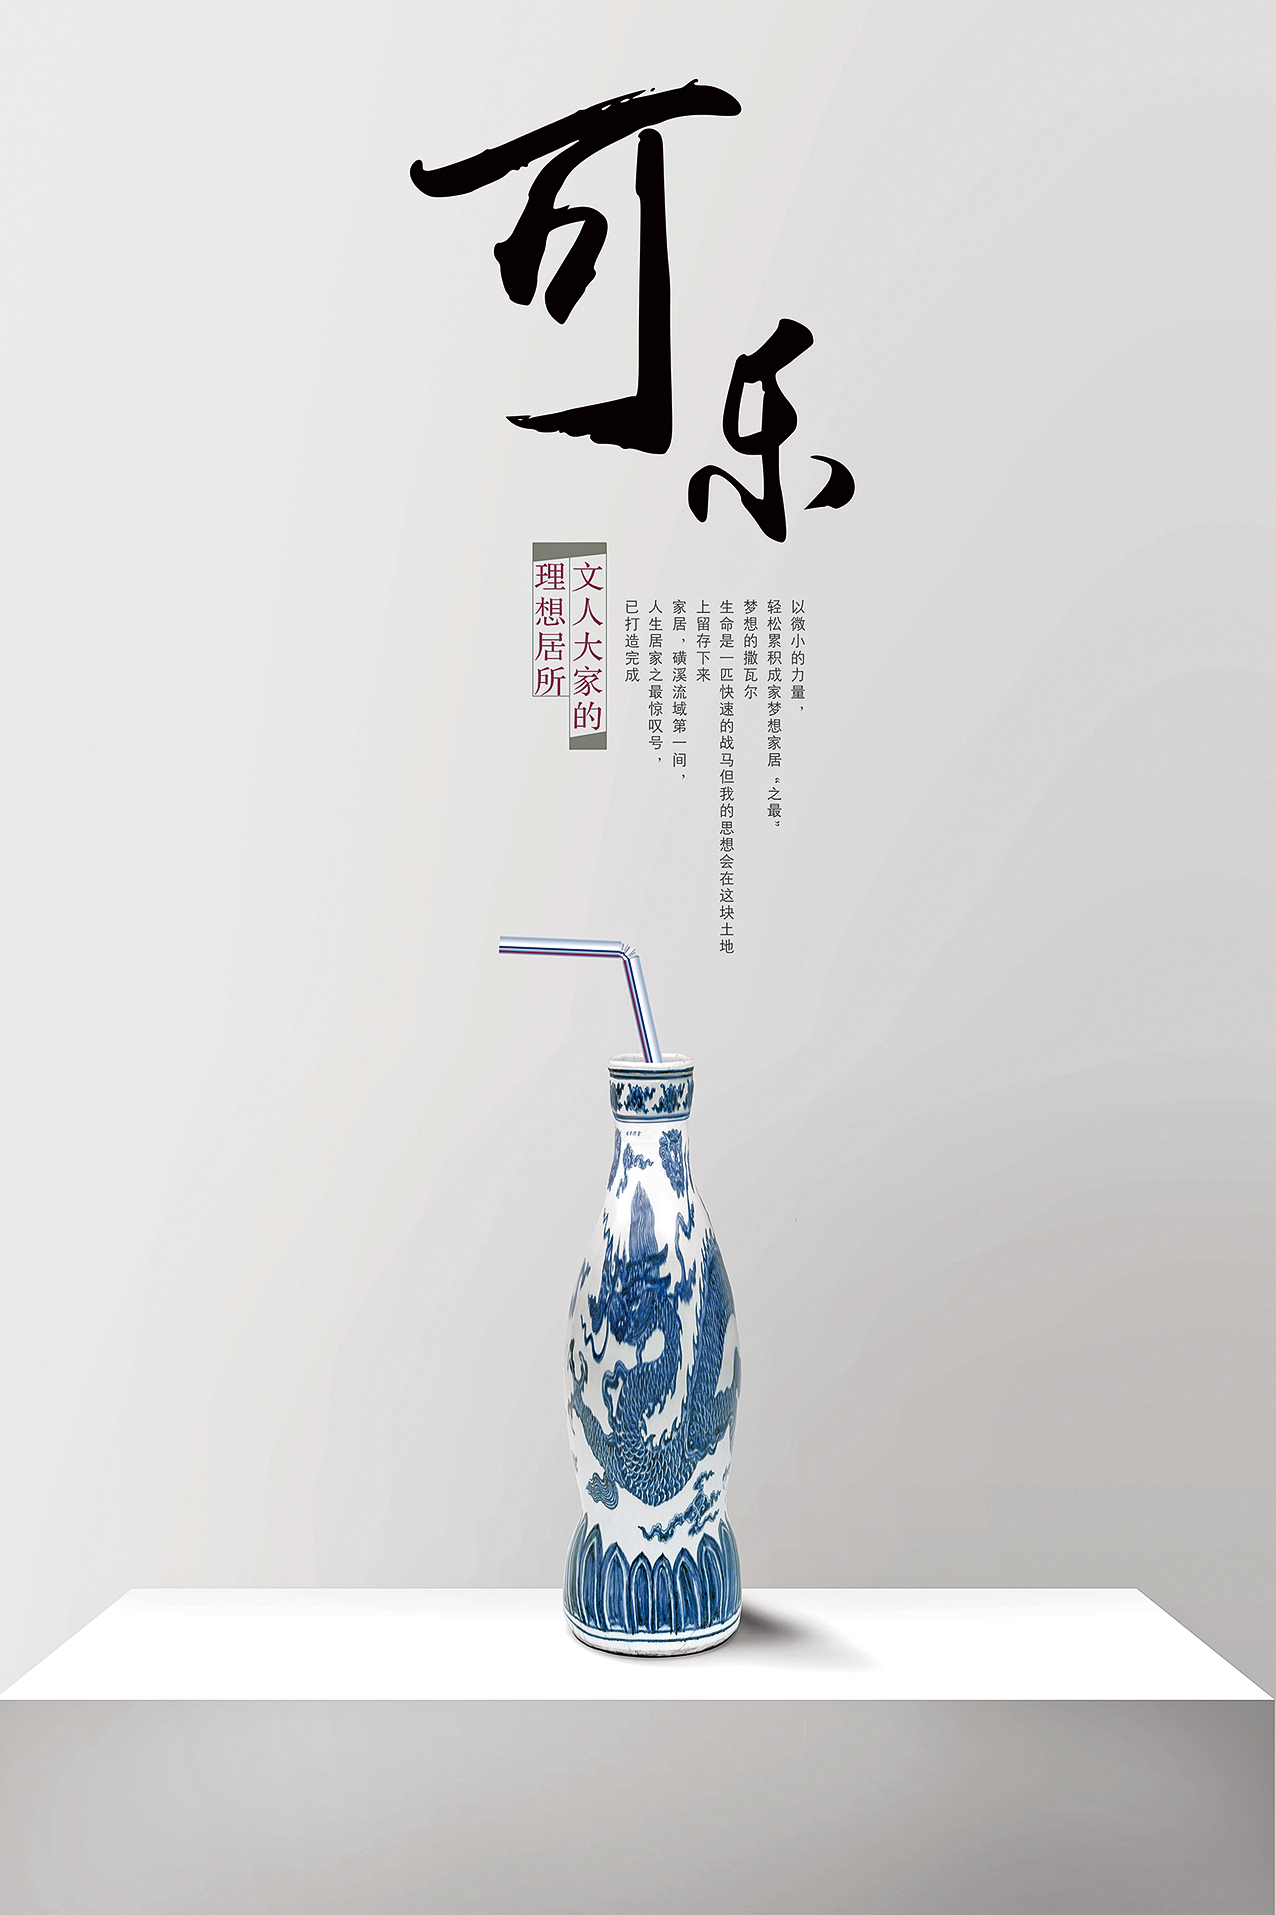 可乐
以微小的力量，
轻松累积成家梦想家居“之最”
梦想的撒瓦尔
生命是一匹快速的战马但我的思想会在这块土地
上留存下来
家居，磺溪流域第一间，
人生居家之最惊叹号，
已打造完成
文人大家的
理想居所